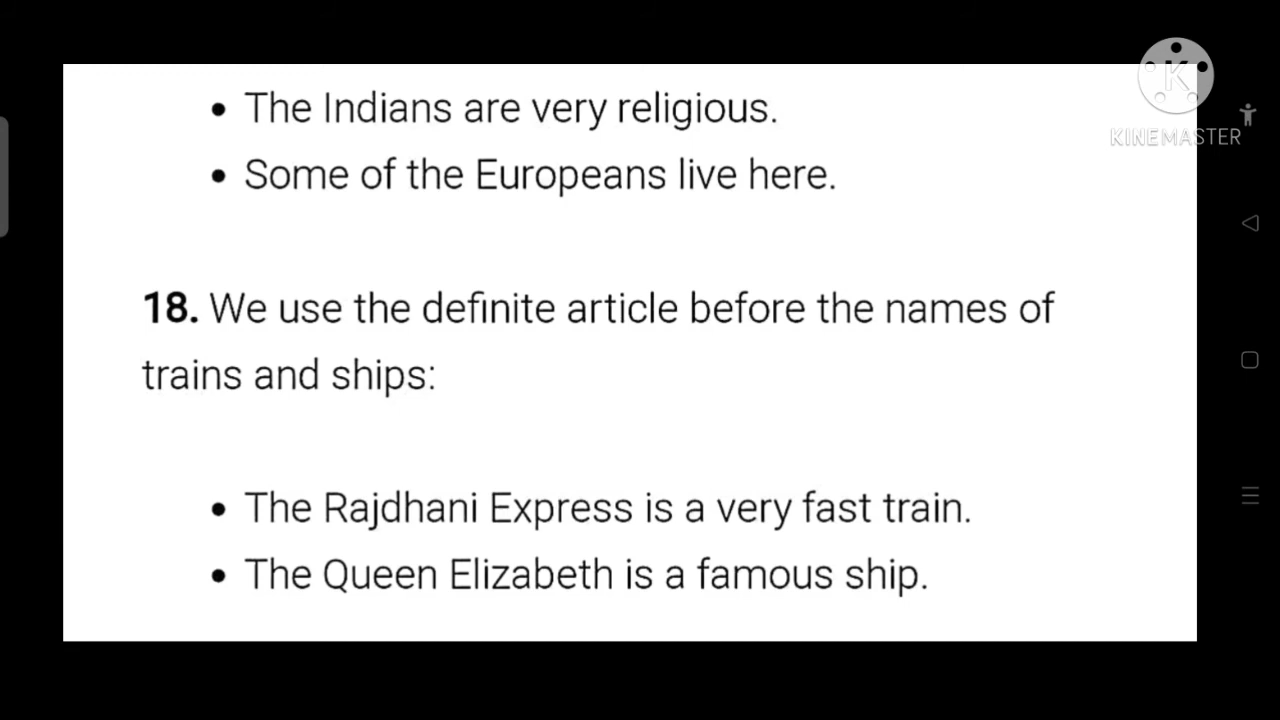 • The Indians are very religious.
• Some of the Europeans live here.
18. We use the definite article before the names of
trains and ships:
• The Rajdhani Express is a very fast train.
• The Queen Elizabeth is a famous ship.
K
KINEMASTER